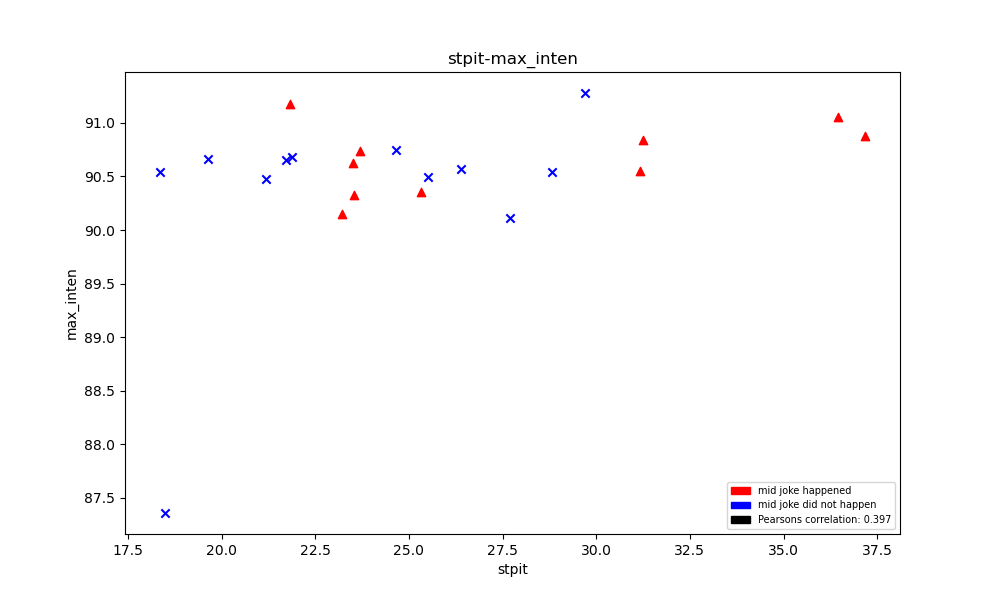 stpit-max_inten
max_inten
91.0
90.5
90.0
89.5
89.0
88.5
88.0
87.5
mid joke happened
mid joke did not happen
Pearsons correlation: 0.397
17.5 20.0 22.5 25.0 27.5 30.0 32.5 35.0 37.5
stpit